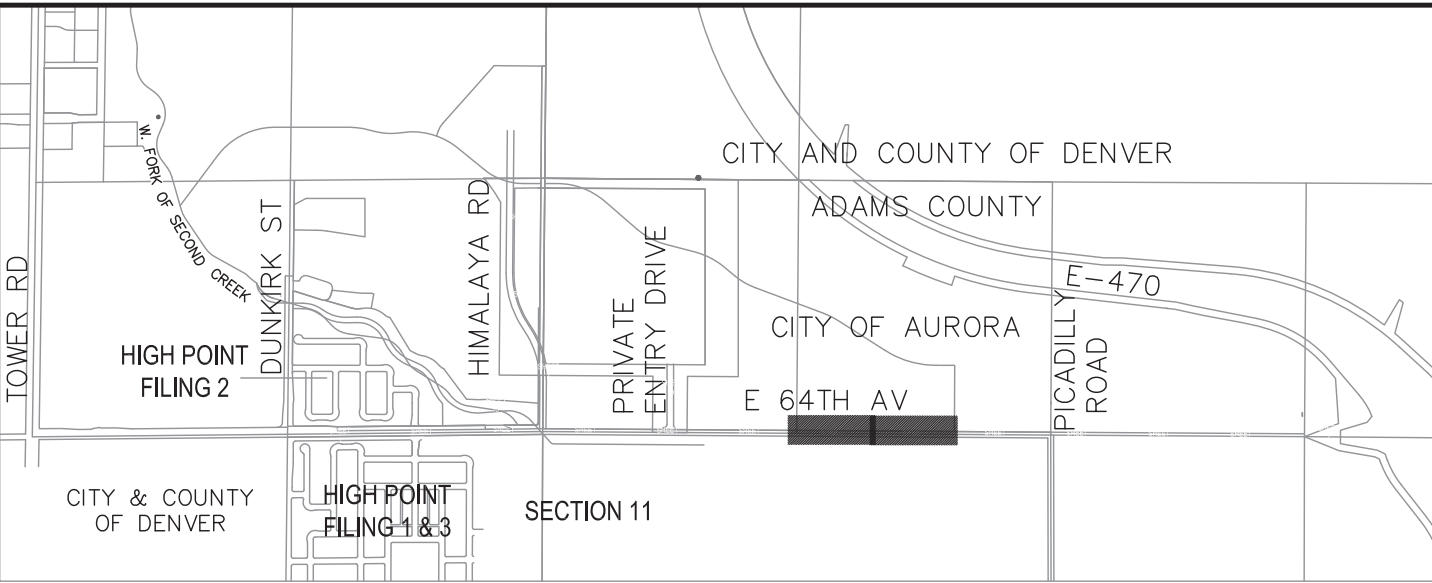 CITY AND COUNTY OF DENVER
ADAMS COUNTY
W. FORK OF SECOND CREEK
TOWER RD
DUNKIRK ST
HIMALAYA RD
PRIVATE
ENTRY DRIVE
E-470
CITY OF AURORA
PICADILLY
ROAD
HIGH POINT
FILING 2
E 64TH AV
CITY & COUNTY
OF DENVER
HIGH POINT
FILING 1 & 3
SECTION 11